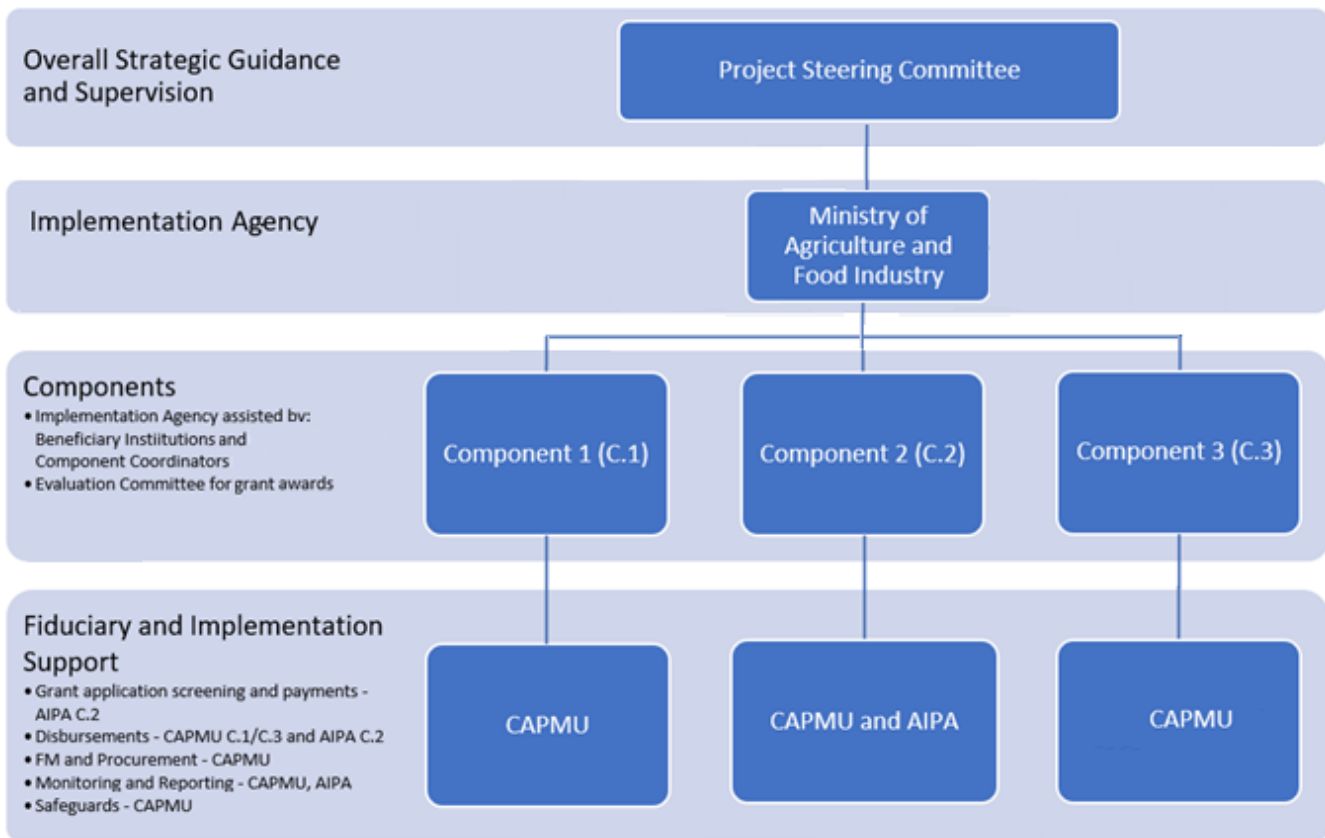 Overall Strategic Guidance
and Supervision
Project Steering Committee
Implementation Agency
Ministry of
Agriculture and
Food Industry
Components
• Implementation Agency assisted bv:
Beneficiary Instiitutions and
Component Coordinators
• Evaluation Committee for grant awards
Component 1 (C.1)
Component 2 (C.2)
Component 3 (C.3)
Fiduciary and Implementation
Support
• Grant application screening and payments -
AIPA C.2
• Disbursements - CAPMU C.1/C.3 and AIPA C.2
• FM and Procurement - CAPMU
• Monitoring and Reporting - CAPMU, AIPA
• Safeguards - CAPMU
CAPMU
CAPMU and AIPA
CAPMU